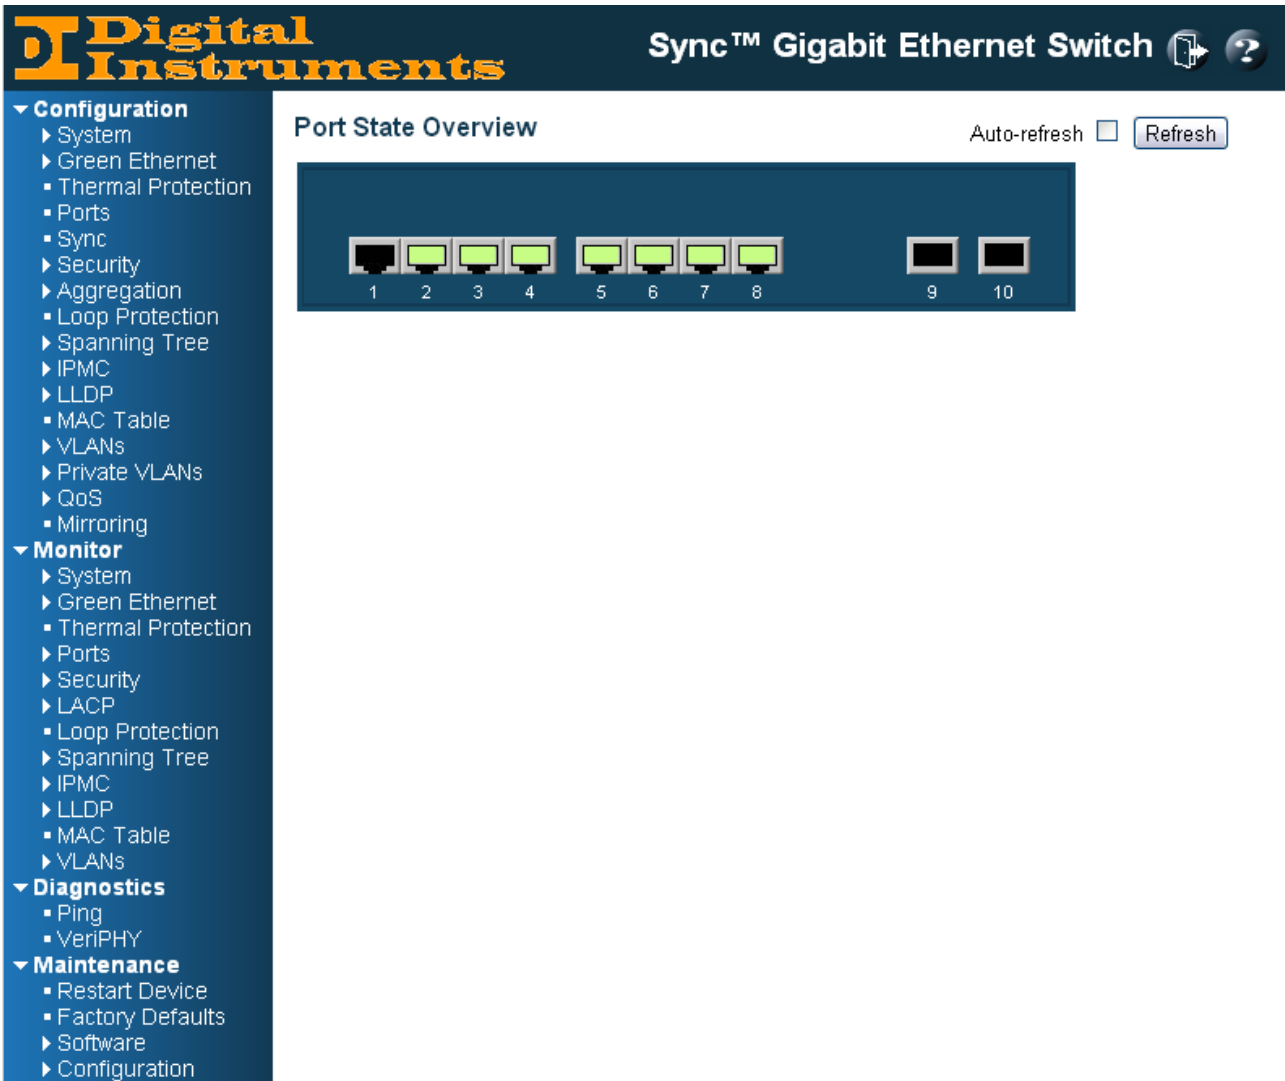 Digital
Instruments
Sync™ Gigabit Ethernet Switch
?
Configuration
System
Green Ethernet
Thermal Protection
Ports
Sync
Security
Aggregation
Loop Protection
Spanning Tree
IPMC
LLDP
MAC Table
VLANs
Private VLANs
QoS
Mirroring
Monitor
System
Green Ethernet
Thermal Protection
Ports
Security
LACP
Loop Protection
Spanning Tree
IPMC
LLDP
MAC Table
VLANs
Diagnostics
Ping
VeriPHY
Maintenance
Restart Device
Factory Defaults
Software
Configuration
Port State Overview
Auto-refresh Refresh
1 2 3 4 5 6 7 8 9 10